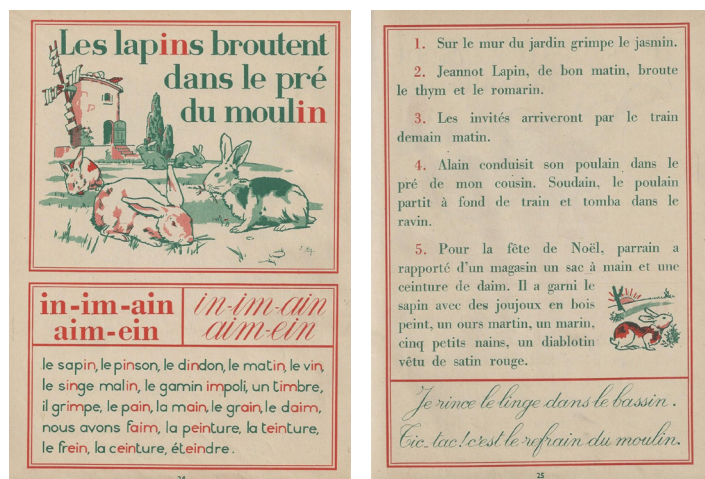 Les lapins broutent
dans le pré
du moulin
in-im-ain
aim-ein
in-im-ain
aim-ein
le sapin, le pinson, le dindon, le matin, le vin,
le singe malin, le gamin impoli, un timbre,
il grimpe, le pain, la main, le grain, le daim,
nous avons faim, la peinture, la teinture,
le frein, la ceinture, éteindre.
24
1. Sur le mur du jardin grimpe le jasmin.
2. Jeannot Lapin, de bon matin, broute
le thym et le romarin.
3. Les invités arriveront par le train
demain matin.
4. Alain conduisit son poulain dans le
pré de mon cousin. Soudain, le poulain
partit à fond de train et tomba dans le
ravin.
5. Pour la fête de Noël, parrain a
rapporté d'un magasin un sac à main et une
ceinture de daim. Il a garni le
sapin avec des joujoux en bois
peint, un ours martin, un marin,
cinq petits nains, un diablotin
vêtu de satin rouge.
Je rince le linge dans le bassin.
Tic-tac! c'est le refrain du moulin.
25